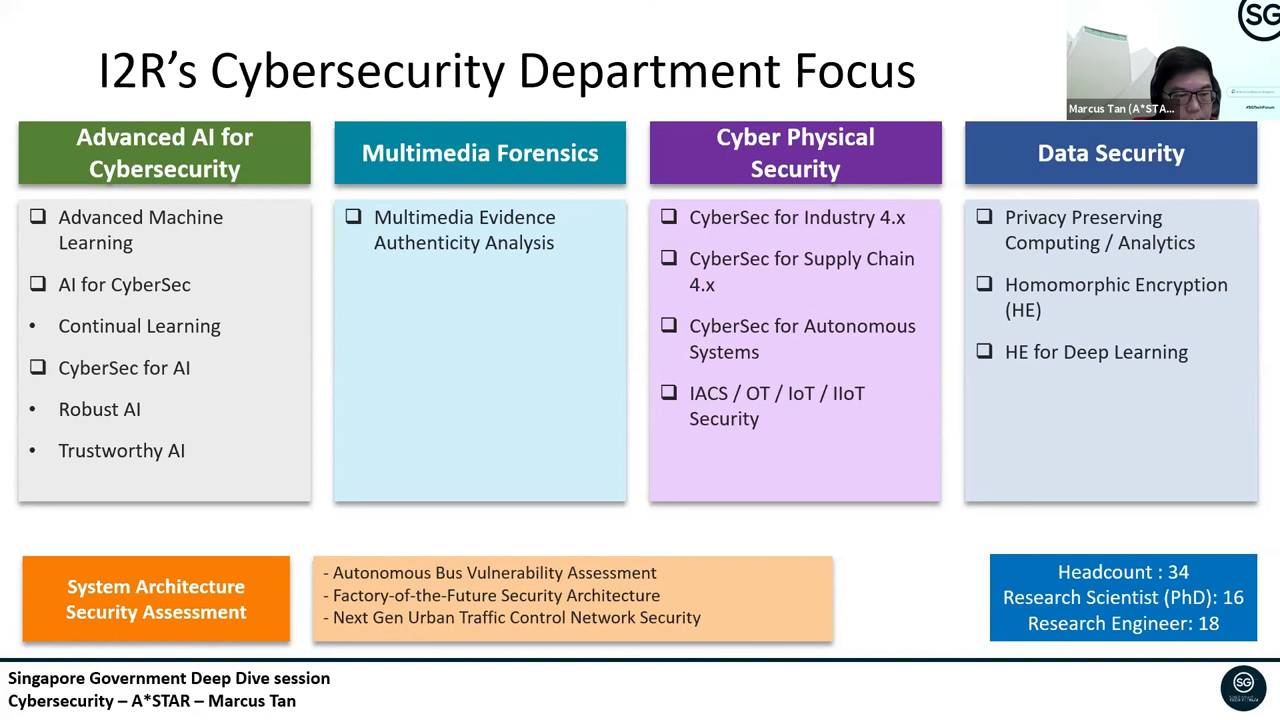 I2R’s Cybersecurity Department Focus
SG
Marcus Tan (A*STA...
#SGTechForum
Advanced AI for
Cybersecurity
❑ Advanced Machine
Learning
❑ AI for CyberSec
• Continual Learning
❑ CyberSec for AI
• Robust AI
• Trustworthy AI
Multimedia Forensics
❑ Multimedia Evidence
Authenticity Analysis
Cyber Physical
Security
❑ CyberSec for Industry 4.x
❑ CyberSec for Supply Chain
4.x
❑ CyberSec for Autonomous
Systems
❑ IACS / OT / IoT / IIoT
Security
Data Security
❑ Privacy Preserving
Computing / Analytics
❑ Homomorphic Encryption
(HE)
❑ HE for Deep Learning
System Architecture
Security Assessment
- Autonomous Bus Vulnerability Assessment
- Factory-of-the-Future Security Architecture
- Next Gen Urban Traffic Control Network Security
Headcount : 34
Research Scientist (PhD): 16
Research Engineer: 18
Singapore Government Deep Dive session
Cybersecurity – A*STAR – Marcus Tan
SG